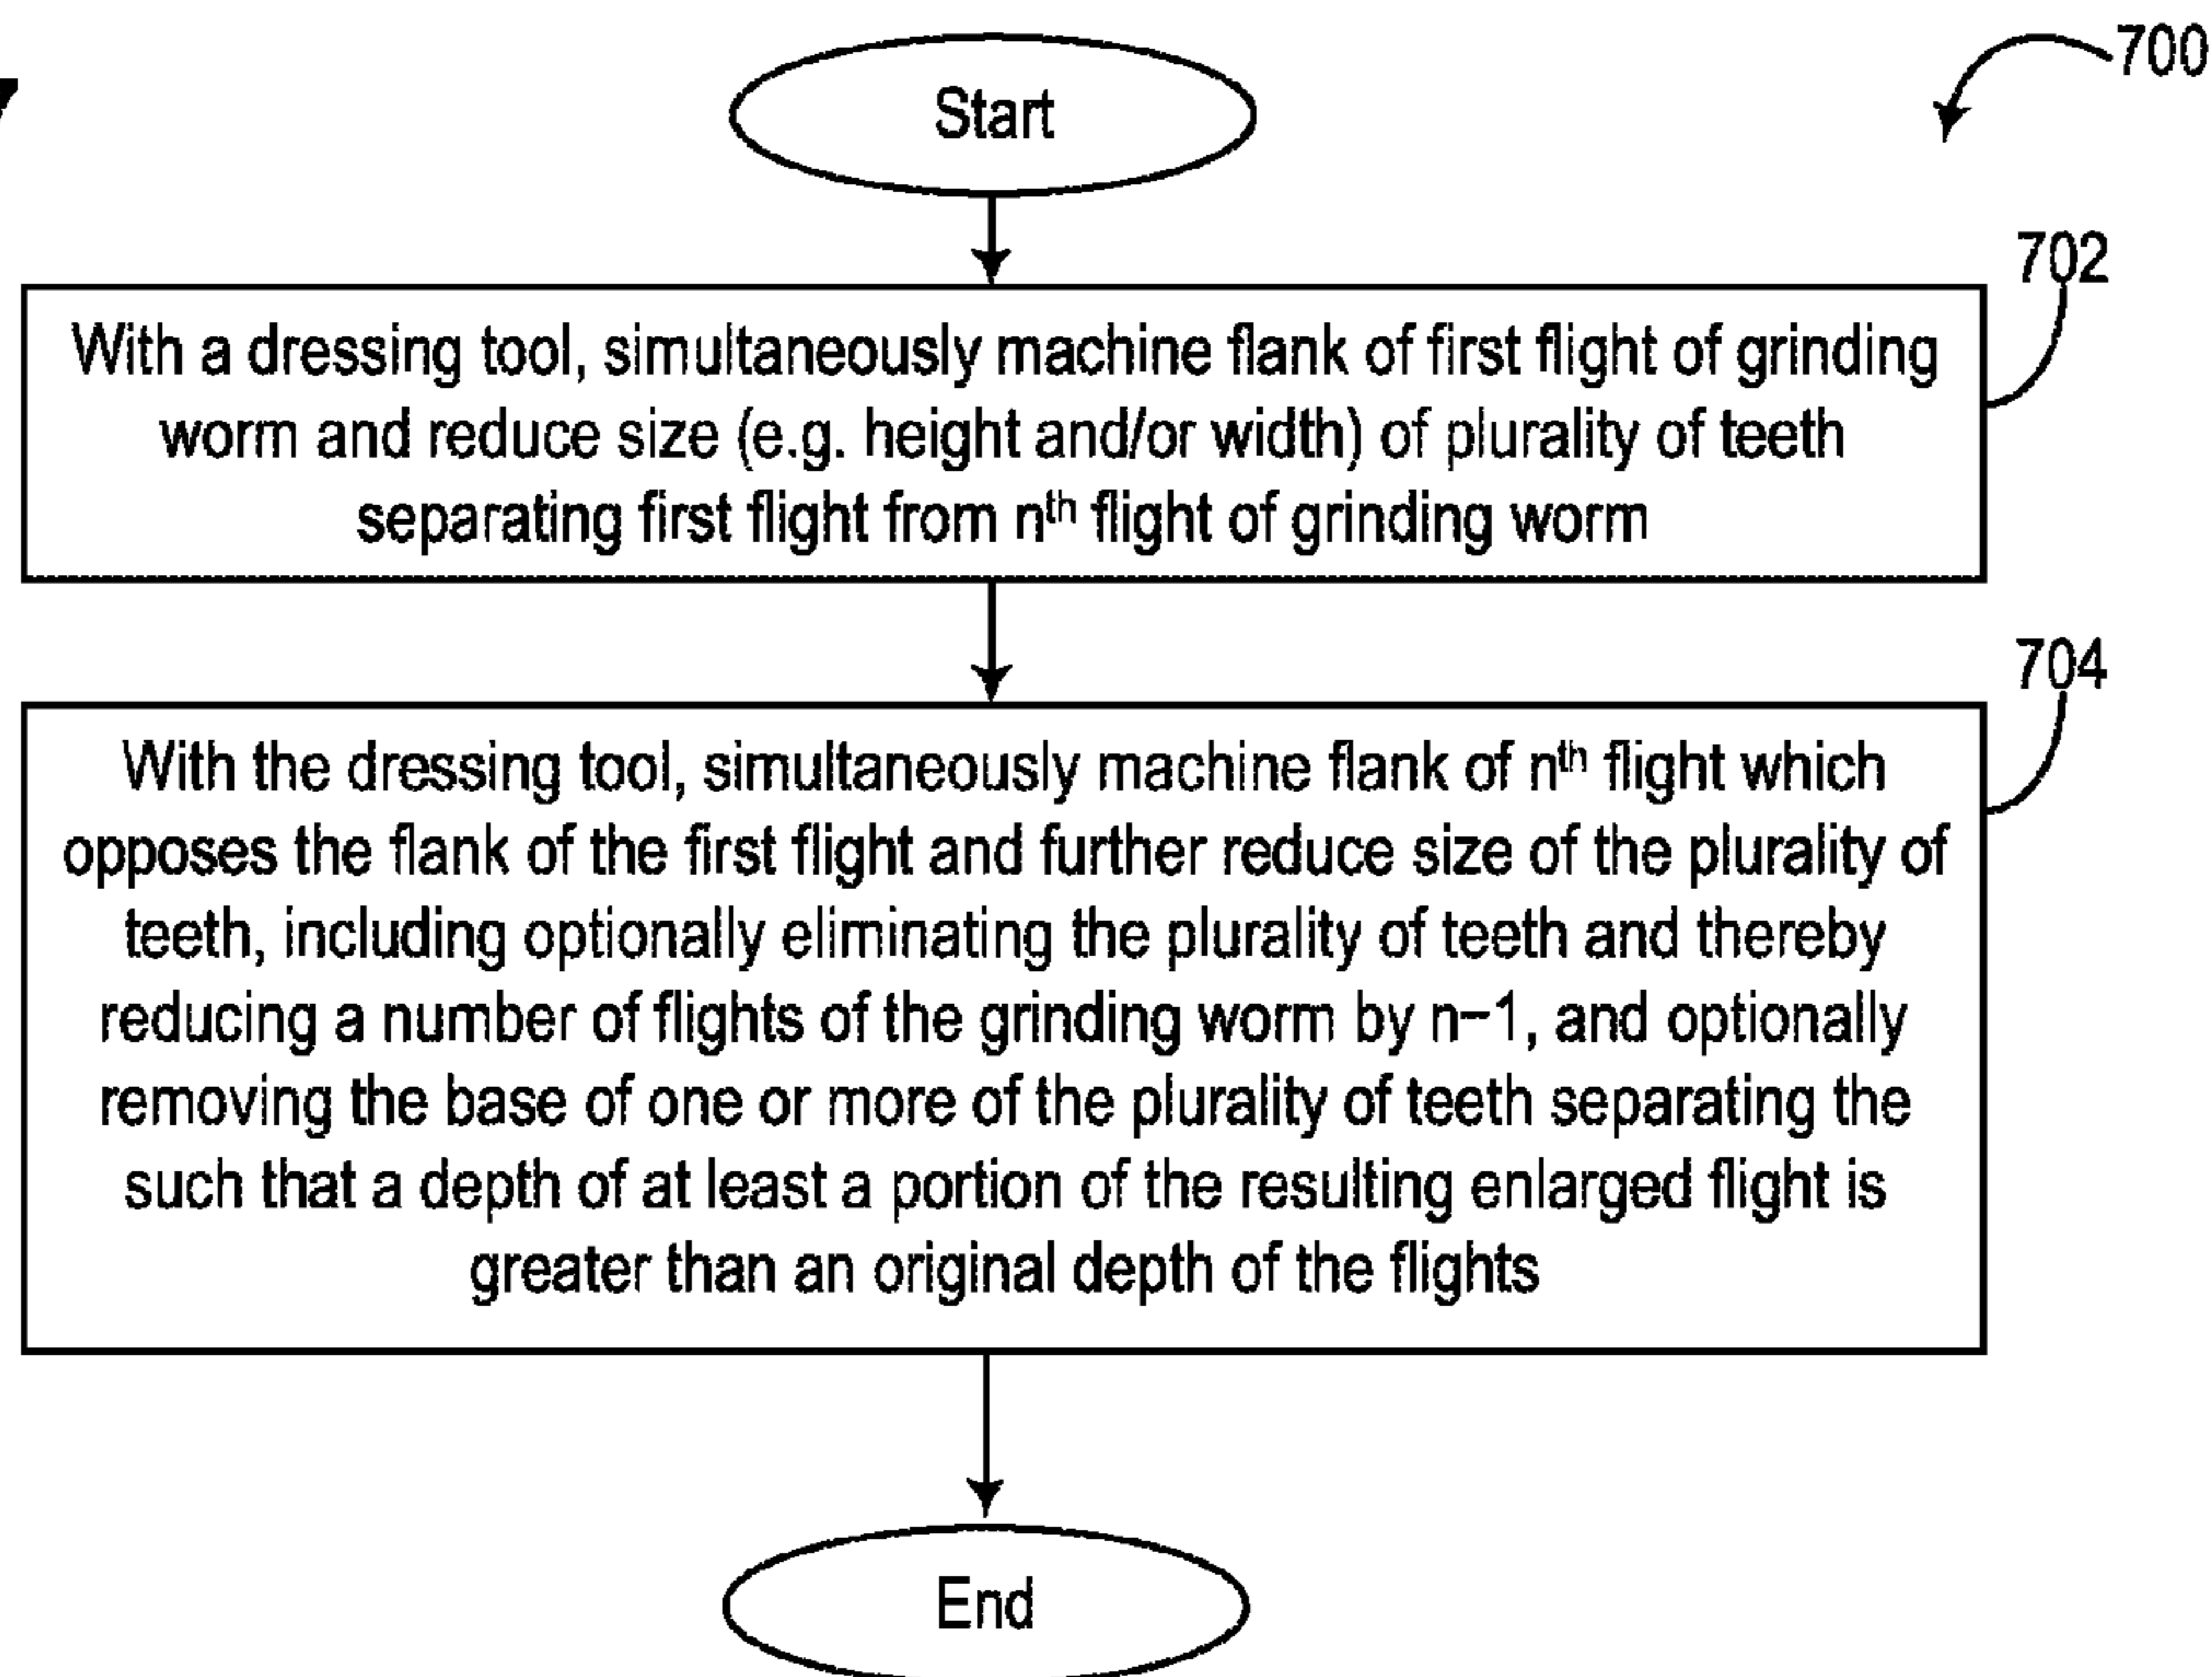 700
Start
702
With a dressing tool, simultaneously machine flank of first flight of grinding
worm and reduce size (e.g. height and/or width) of plurality of teeth
separating first flight from nth flight of grinding worm
704
With the dressing tool, simultaneously machine flank of nth flight which
opposes the flank of the first flight and further reduce size of the plurality of
teeth, including optionally eliminating the plurality of teeth and thereby
reducing a number of flights of the grinding worm by n−1, and optionally
removing the base of one or more of the plurality of teeth separating the
such that a depth of at least a portion of the resulting enlarged flight is
greater than an original depth of the flights
End